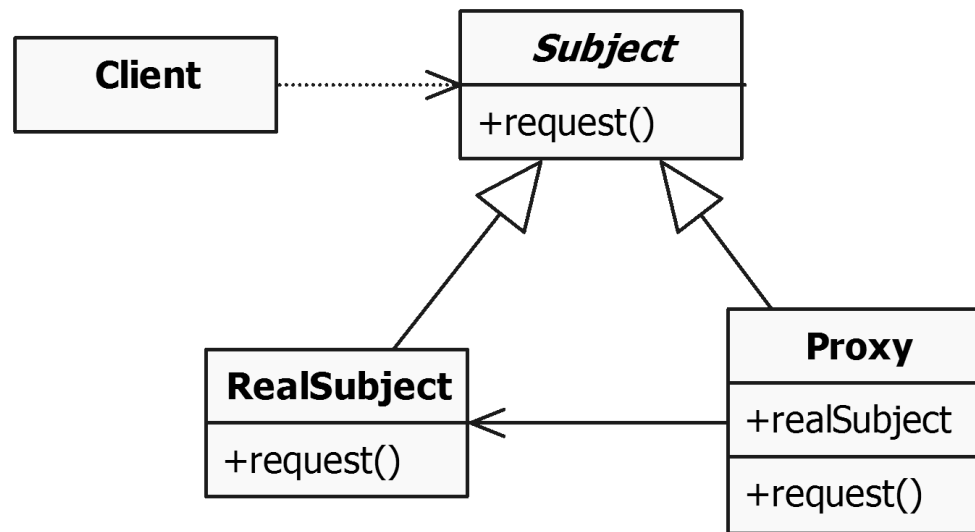 Client
Subject
+request()
RealSubject
+request()
Proxy
+realSubject
+request()